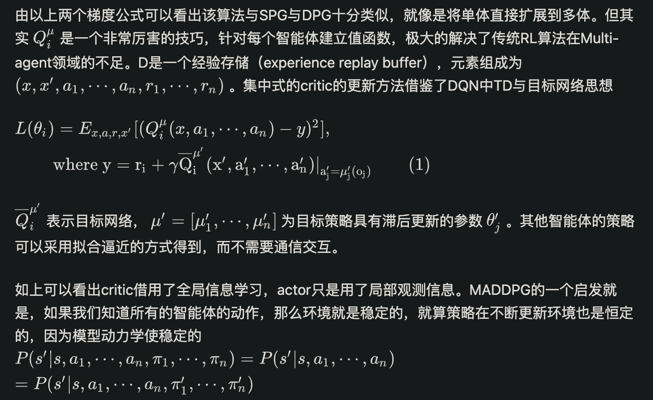 由以上两个梯度公式可以看出该算法与SPG与DPG十分类似，就像是将单体直接扩展到多体。但其
实 $Q_i^{\mu}$ 是一个非常厉害的技巧，针对每个智能体建立值函数，极大的解决了传统RL算法在Multi-
agent领域的不足。D是一个经验存储（experience replay buffer），元素组成为
$(x, x', a_1, \cdots, a_n, r_1, \cdots, r_n)$ 。集中式的critic的更新方法借鉴了DQN中TD与目标网络思想
$L(\theta_i) = E_{x,a,r,x'}[(Q_i^{\mu}(x, a_1, \cdots, a_n) - y)^2],$
$\text{where } y = r_i + \gamma \overline{Q}_i^{\mu'}(x', a_1', \cdots, a_n')|_{a_j'=\mu_j'(o_j)} \quad (1)$
$\overline{Q}_i^{\mu'}$ 表示目标网络， $\mu' = [\mu_1', \cdots, \mu_n']$ 为目标策略具有滞后更新的参数 $\theta_j'$ 。其他智能体的策略
可以采用拟合逼近的方式得到，而不需要通信交互。
如上可以看出critic借用了全局信息学习，actor只是用了局部观测信息。MADDPG的一个启发就
是，如果我们知道所有的智能体的动作，那么环境就是稳定的，就算策略在不断更新环境也是恒定
的，因为模型动力学使稳定的
$P(s'|s, a_1, \cdots, a_n, \pi_1, \cdots, \pi_n) = P(s'|s, a_1, \cdots, a_n)$
$= P(s'|s, a_1, \cdots, a_n, \pi_1', \cdots, \pi_n')$